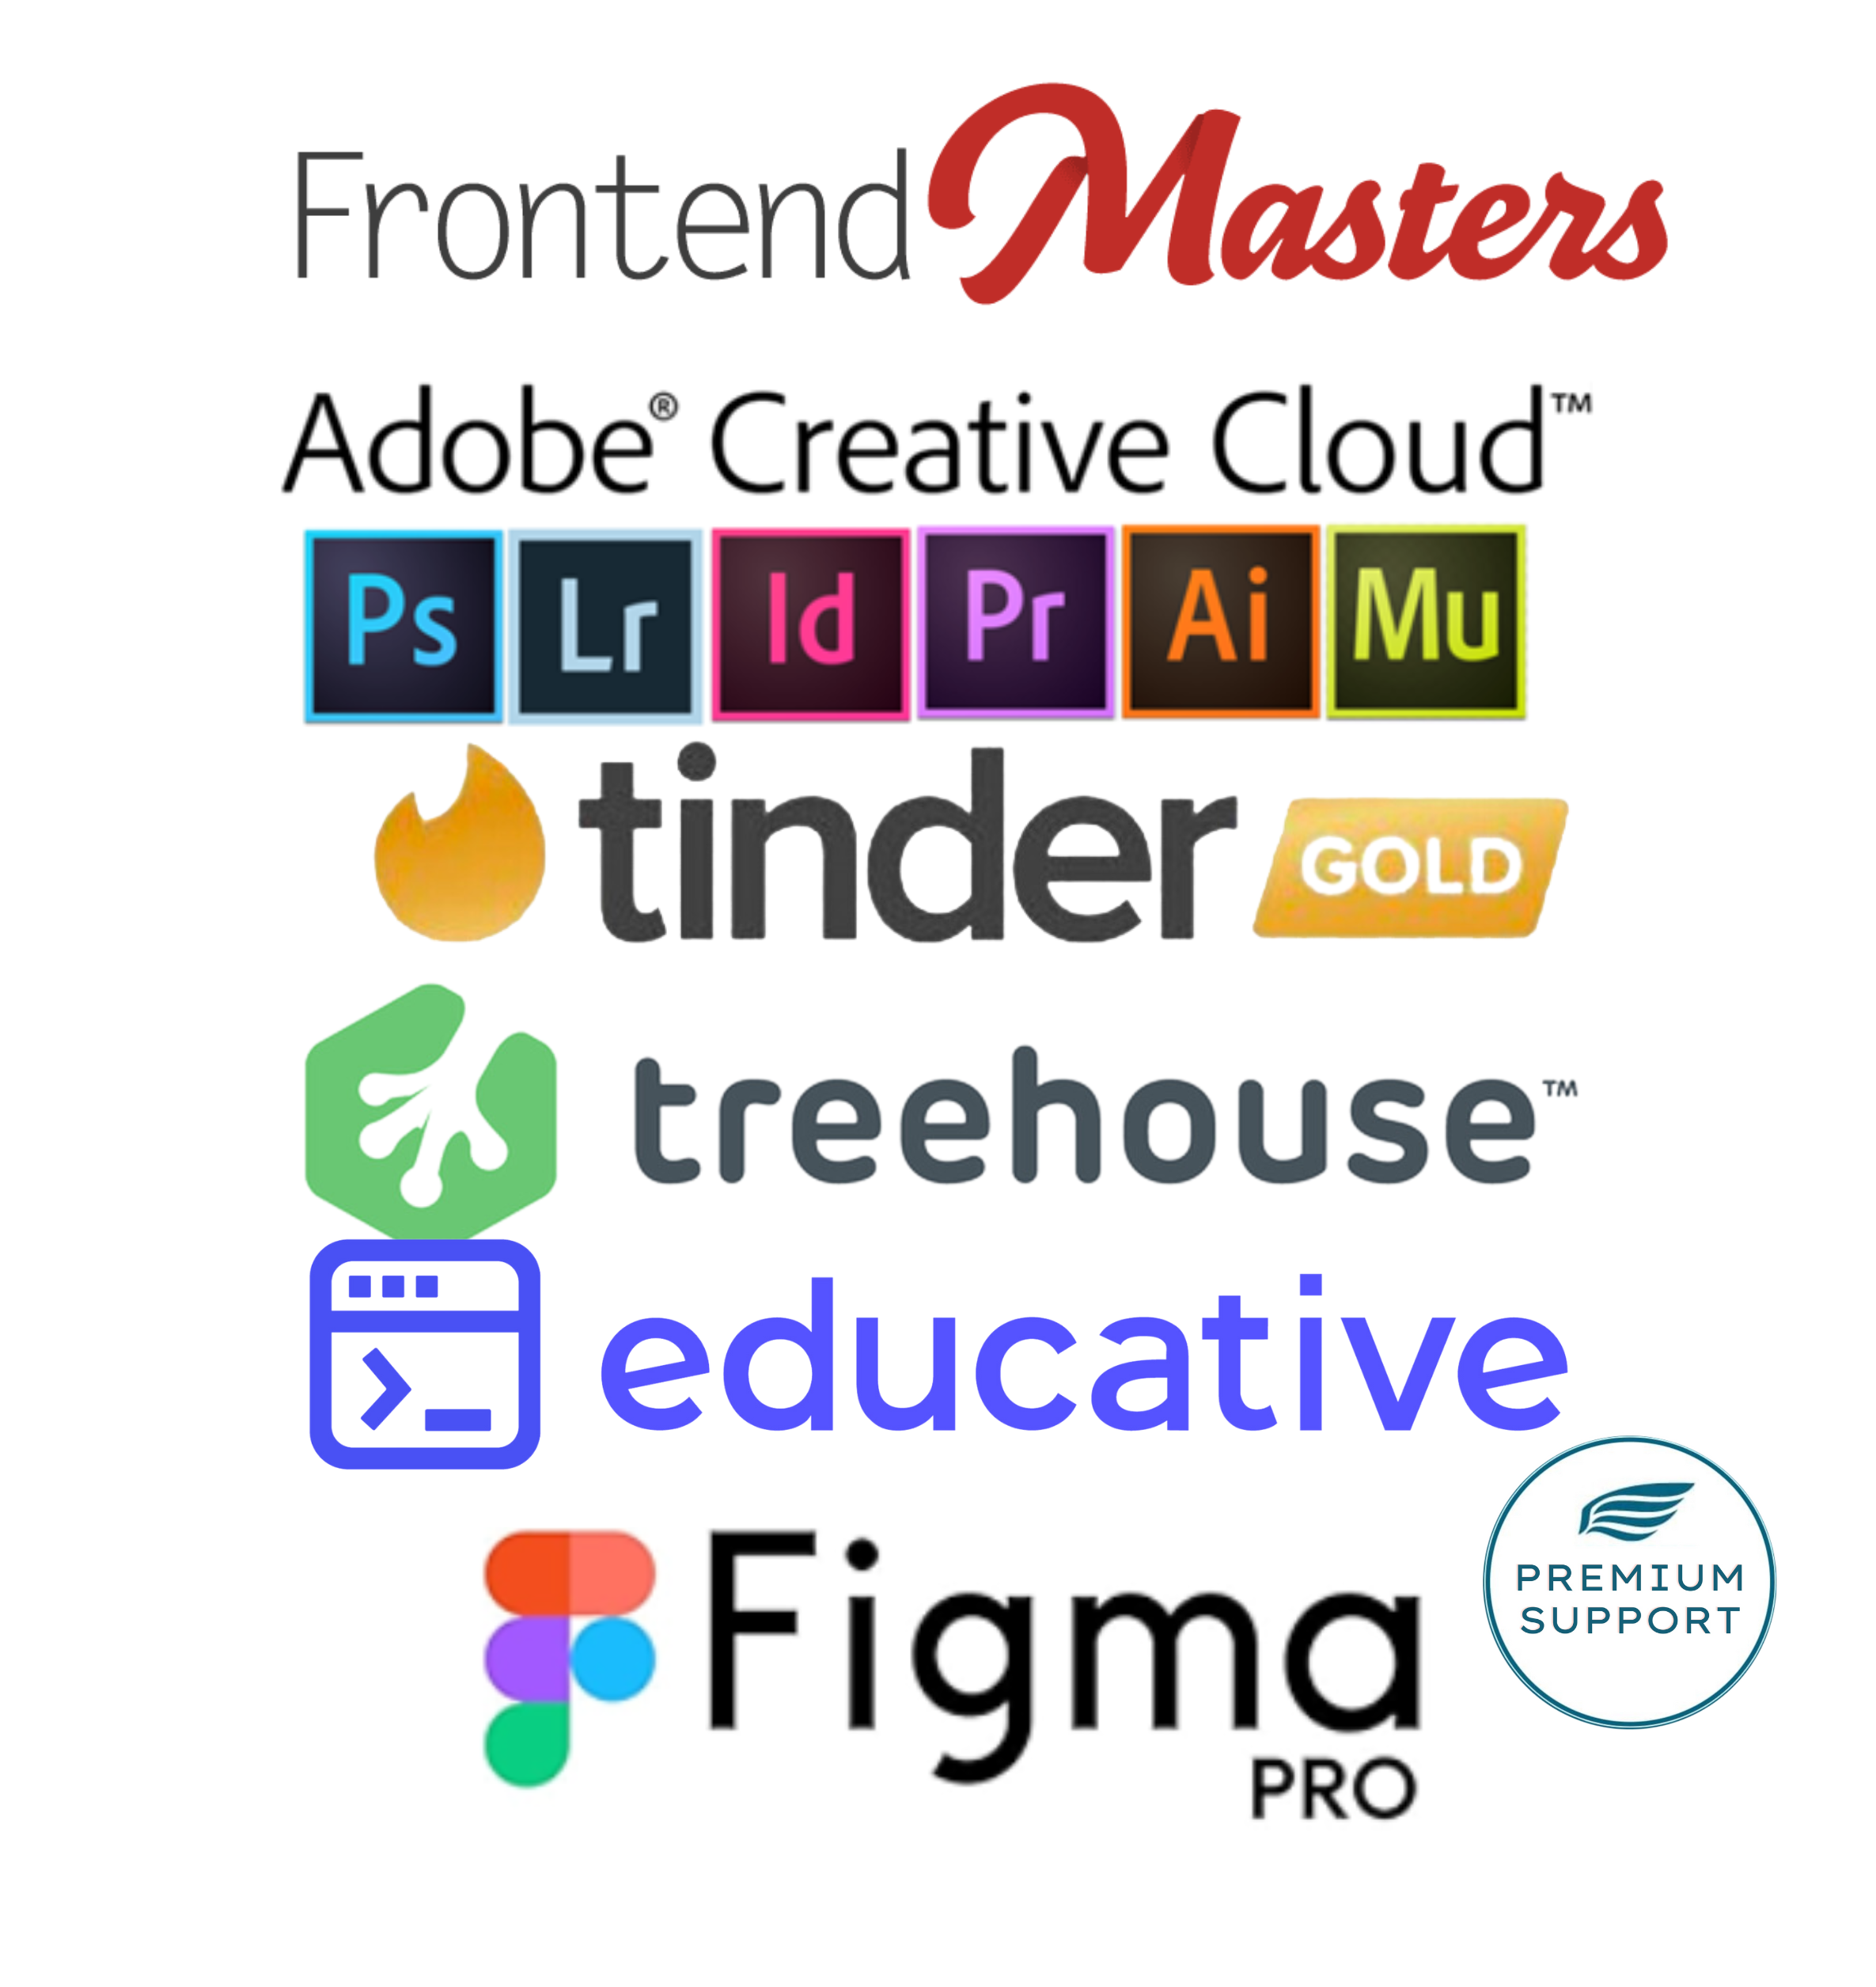 Frontend Masters
Adobe® Creative Cloud™
Ps Lr Id Pr Ai Mu
tinder GOLD
treehouse™
educative
Figma
PRO
PREMIUM
SUPPORT